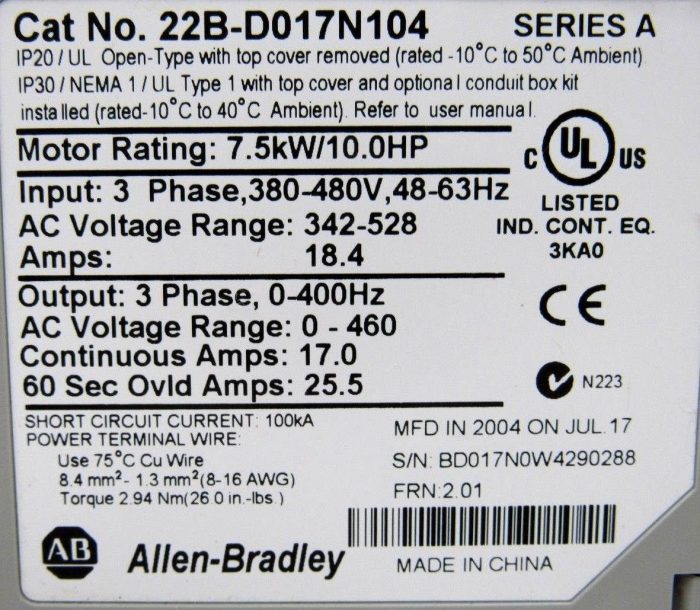 Cat No. 22B-D017N104 SERIES A
IP20 / UL Open-Type with top cover removed (rated -10°C to 50°C Ambient)
IP30 / NEMA 1 / UL Type 1 with top cover and optional conduit box kit
installed (rated-10°C to 40°C Ambient). Refer to user manual.
Motor Rating: 7.5kW/10.0HP
C UL US
LISTED
IND. CONT. EQ.
3KA0
Input: 3 Phase,380-480V,48-63Hz
AC Voltage Range: 342-528
Amps: 18.4
Output: 3 Phase, 0-400Hz
AC Voltage Range: 0 - 460
Continuous Amps: 17.0
60 Sec Ovld Amps: 25.5
CE
N223
SHORT CIRCUIT CURRENT: 100kA
POWER TERMINAL WIRE:
Use 75°C Cu Wire
8.4 mm²- 1.3 mm²(8-16 AWG)
Torque 2.94 Nm(26.0 in.-lbs.)
MFD IN 2004 ON JUL.17
S/N: BD017N0W4290288
FRN:2.01
AB Allen-Bradley
MADE IN CHINA